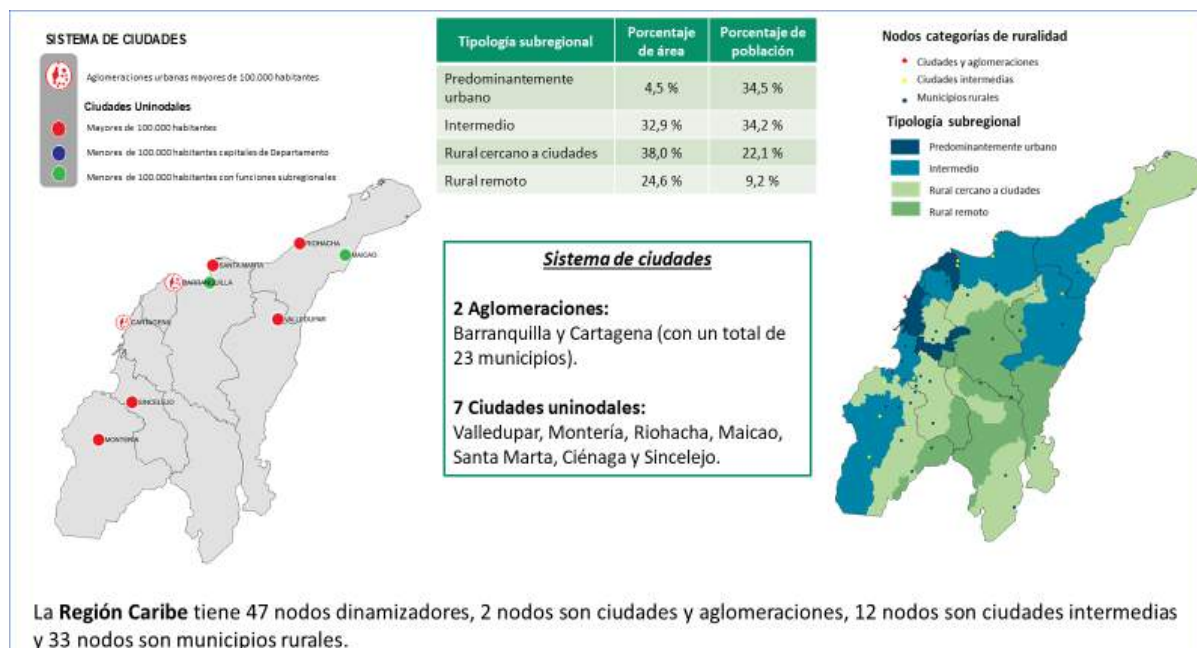 SISTEMA DE CIUDADES
Aglomeraciones urbanas mayores de 100.000 habitantes
Ciudades Uninodales
Mayores de 100.000 habitantes
Menores de 100.000 habitantes capitales de Departamento
Menores de 100.000 habitantes con funciones subregionales
RIOHACHA
MAICAO
SANTA MARTA
BARRANQUILLA
CARTAGENA
VALLEDUPAR
SINCELEJO
MONTERÍA
Tipología subregional Porcentaje de área Porcentaje de población
Predominantemente urbano 4,5 % 34,5 %
Intermedio 32,9 % 34,2 %
Rural cercano a ciudades 38,0 % 22,1 %
Rural remoto 24,6 % 9,2 %
Sistema de ciudades
2 Aglomeraciones:
Barranquilla y Cartagena (con un total de
23 municipios).
7 Ciudades uninodales:
Valledupar, Montería, Riohacha, Maicao,
Santa Marta, Ciénaga y Sincelejo.
Nodos categorías de ruralidad
Ciudades y aglomeraciones
Ciudades intermedias
Municipios rurales
Tipología subregional
Predominantemente urbano
Intermedio
Rural cercano a ciudades
Rural remoto
La Región Caribe tiene 47 nodos dinamizadores, 2 nodos son ciudades y aglomeraciones, 12 nodos son ciudades intermedias
y 33 nodos son municipios rurales.